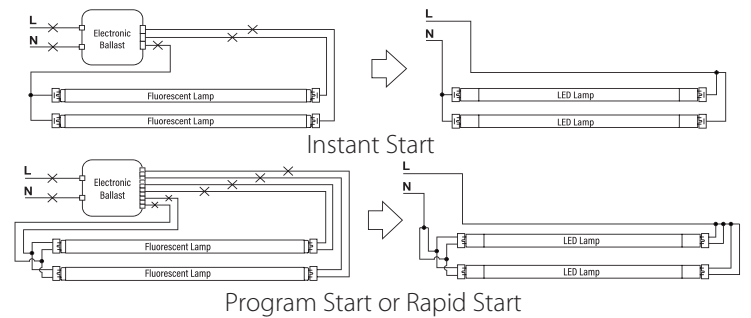 L
N
Electronic
Ballast
Fluorescent Lamp
Fluorescent Lamp
L
N
LED Lamp
LED Lamp
Instant Start
L
N
Electronic
Ballast
Fluorescent Lamp
Fluorescent Lamp
L
N
LED Lamp
LED Lamp
Program Start or Rapid Start